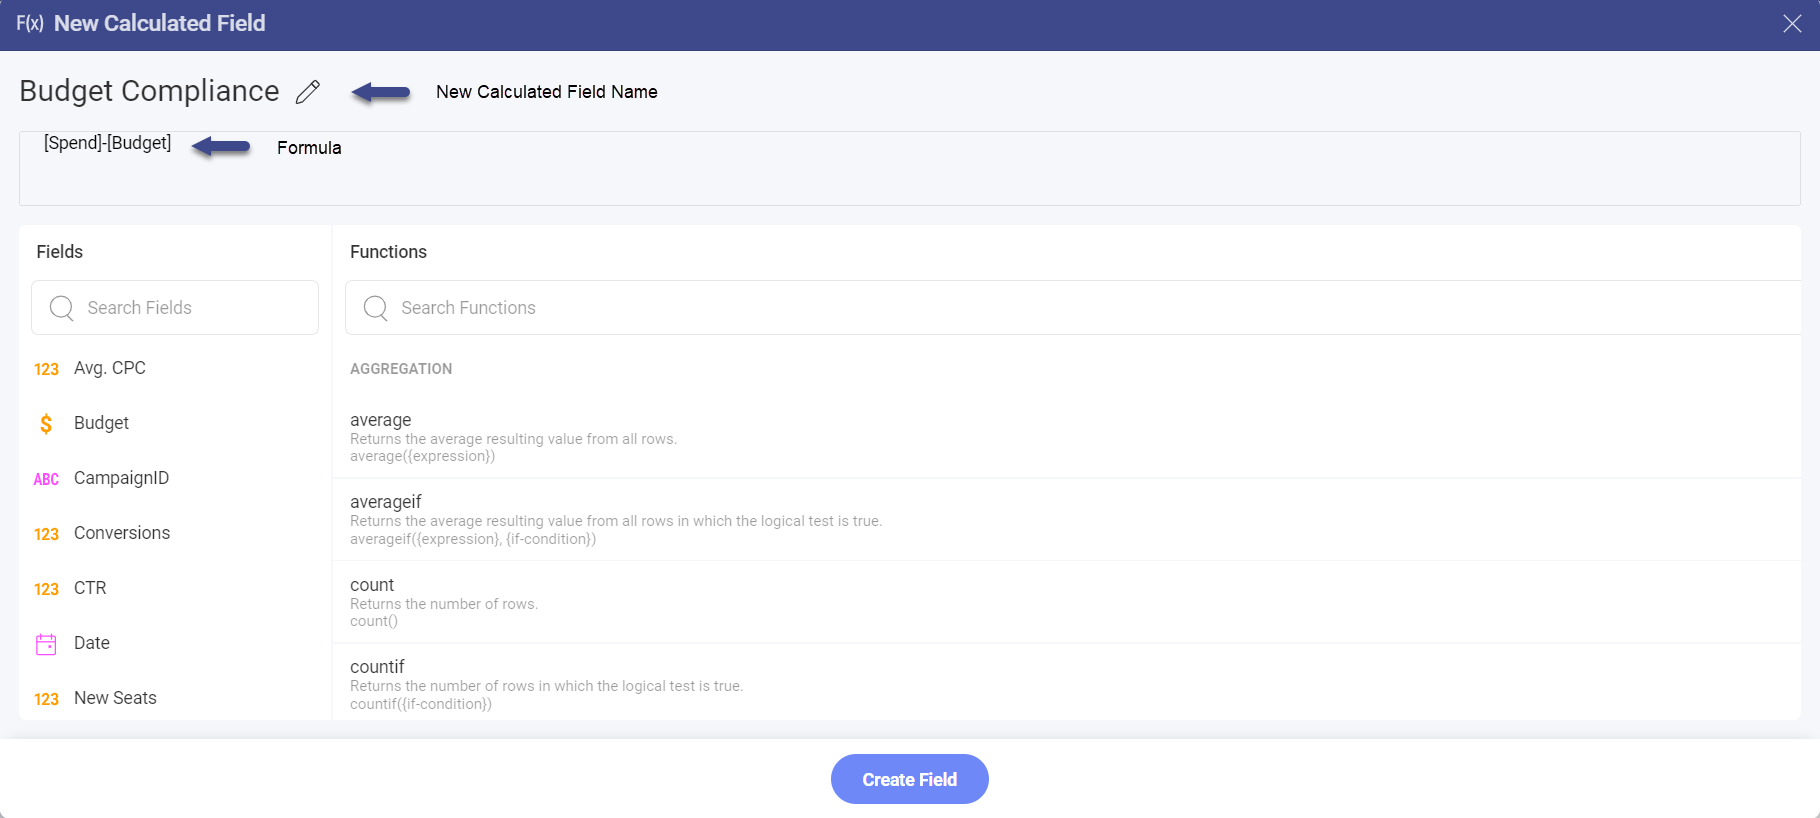 F(x) New Calculated Field
Budget Compliance
New Calculated Field Name
[Spend]-[Budget]
Formula
Fields
Search Fields
123 Avg. CPC
$ Budget
ABC CampaignID
123 Conversions
123 CTR
Date
123 New Seats
Functions
Search Functions
AGGREGATION
average
Returns the average resulting value from all rows.
average({expression})
averageif
Returns the average resulting value from all rows in which the logical test is true.
averageif({expression}, {if-condition})
count
Returns the number of rows.
count()
countif
Returns the number of rows in which the logical test is true.
countif({if-condition})
Create Field